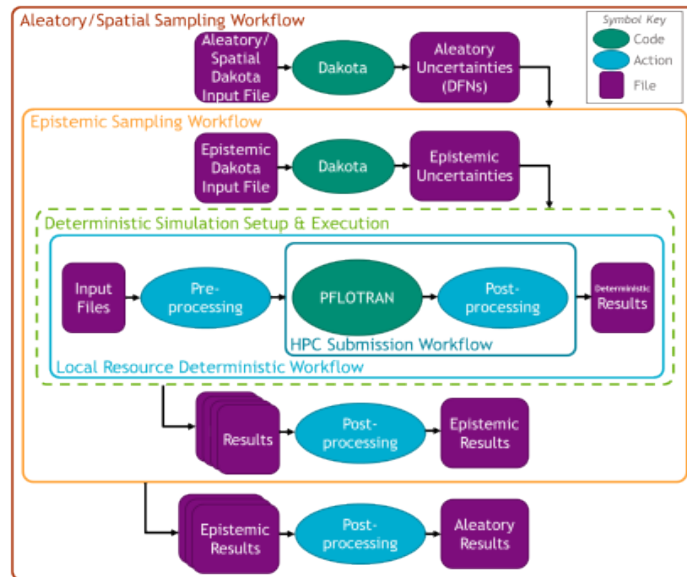 Aleatory/Spatial Sampling Workflow
Symbol Key
Code
Action
File
Aleatory/
Spatial
Dakota
Input File
Dakota
Aleatory
Uncertainties
(DFNs)
Epistemic Sampling Workflow
Epistemic
Dakota
Input File
Dakota
Epistemic
Uncertainties
Deterministic Simulation Setup & Execution
Input
Files
Pre-
processing
PFLOTRAN
Post-
processing
Deterministic
Results
HPC Submission Workflow
Local Resource Deterministic Workflow
Results
Post-
processing
Epistemic
Results
Epistemic
Results
Post-
processing
Aleatory
Results